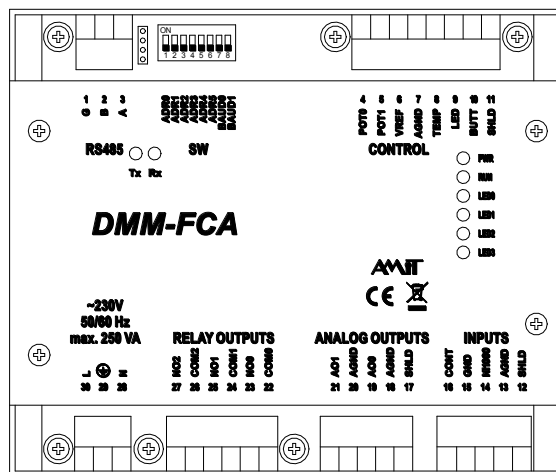 ON
1 2 3 4 5 6 7 8
1 2 3
G B A
ADR0 ADR1 ADR2 ADR3 ADR4 ADR5 BAUD0 BAUD1
4 5 6 7 8 9 10 11
POT0 POT1 VREF AGND TEMP LED BUTT SHLD
RS485 SW CONTROL
Tx Rx
PWR
RUN
LED0
LED1
LED2
LED3
DMM-FCA
AMiT
CE
~230V
50/60 Hz
max. 250 VA
RELAY OUTPUTS ANALOG OUTPUTS INPUTS
L N
30 29 28
NO2 COM2 NO1 COM1 NO0 COM0
27 26 25 24 23 22
AO1 AGND AO0 AGND SHLD
21 20 19 18 17
CONT GND NI1000 AGND SHLD
16 15 14 13 12